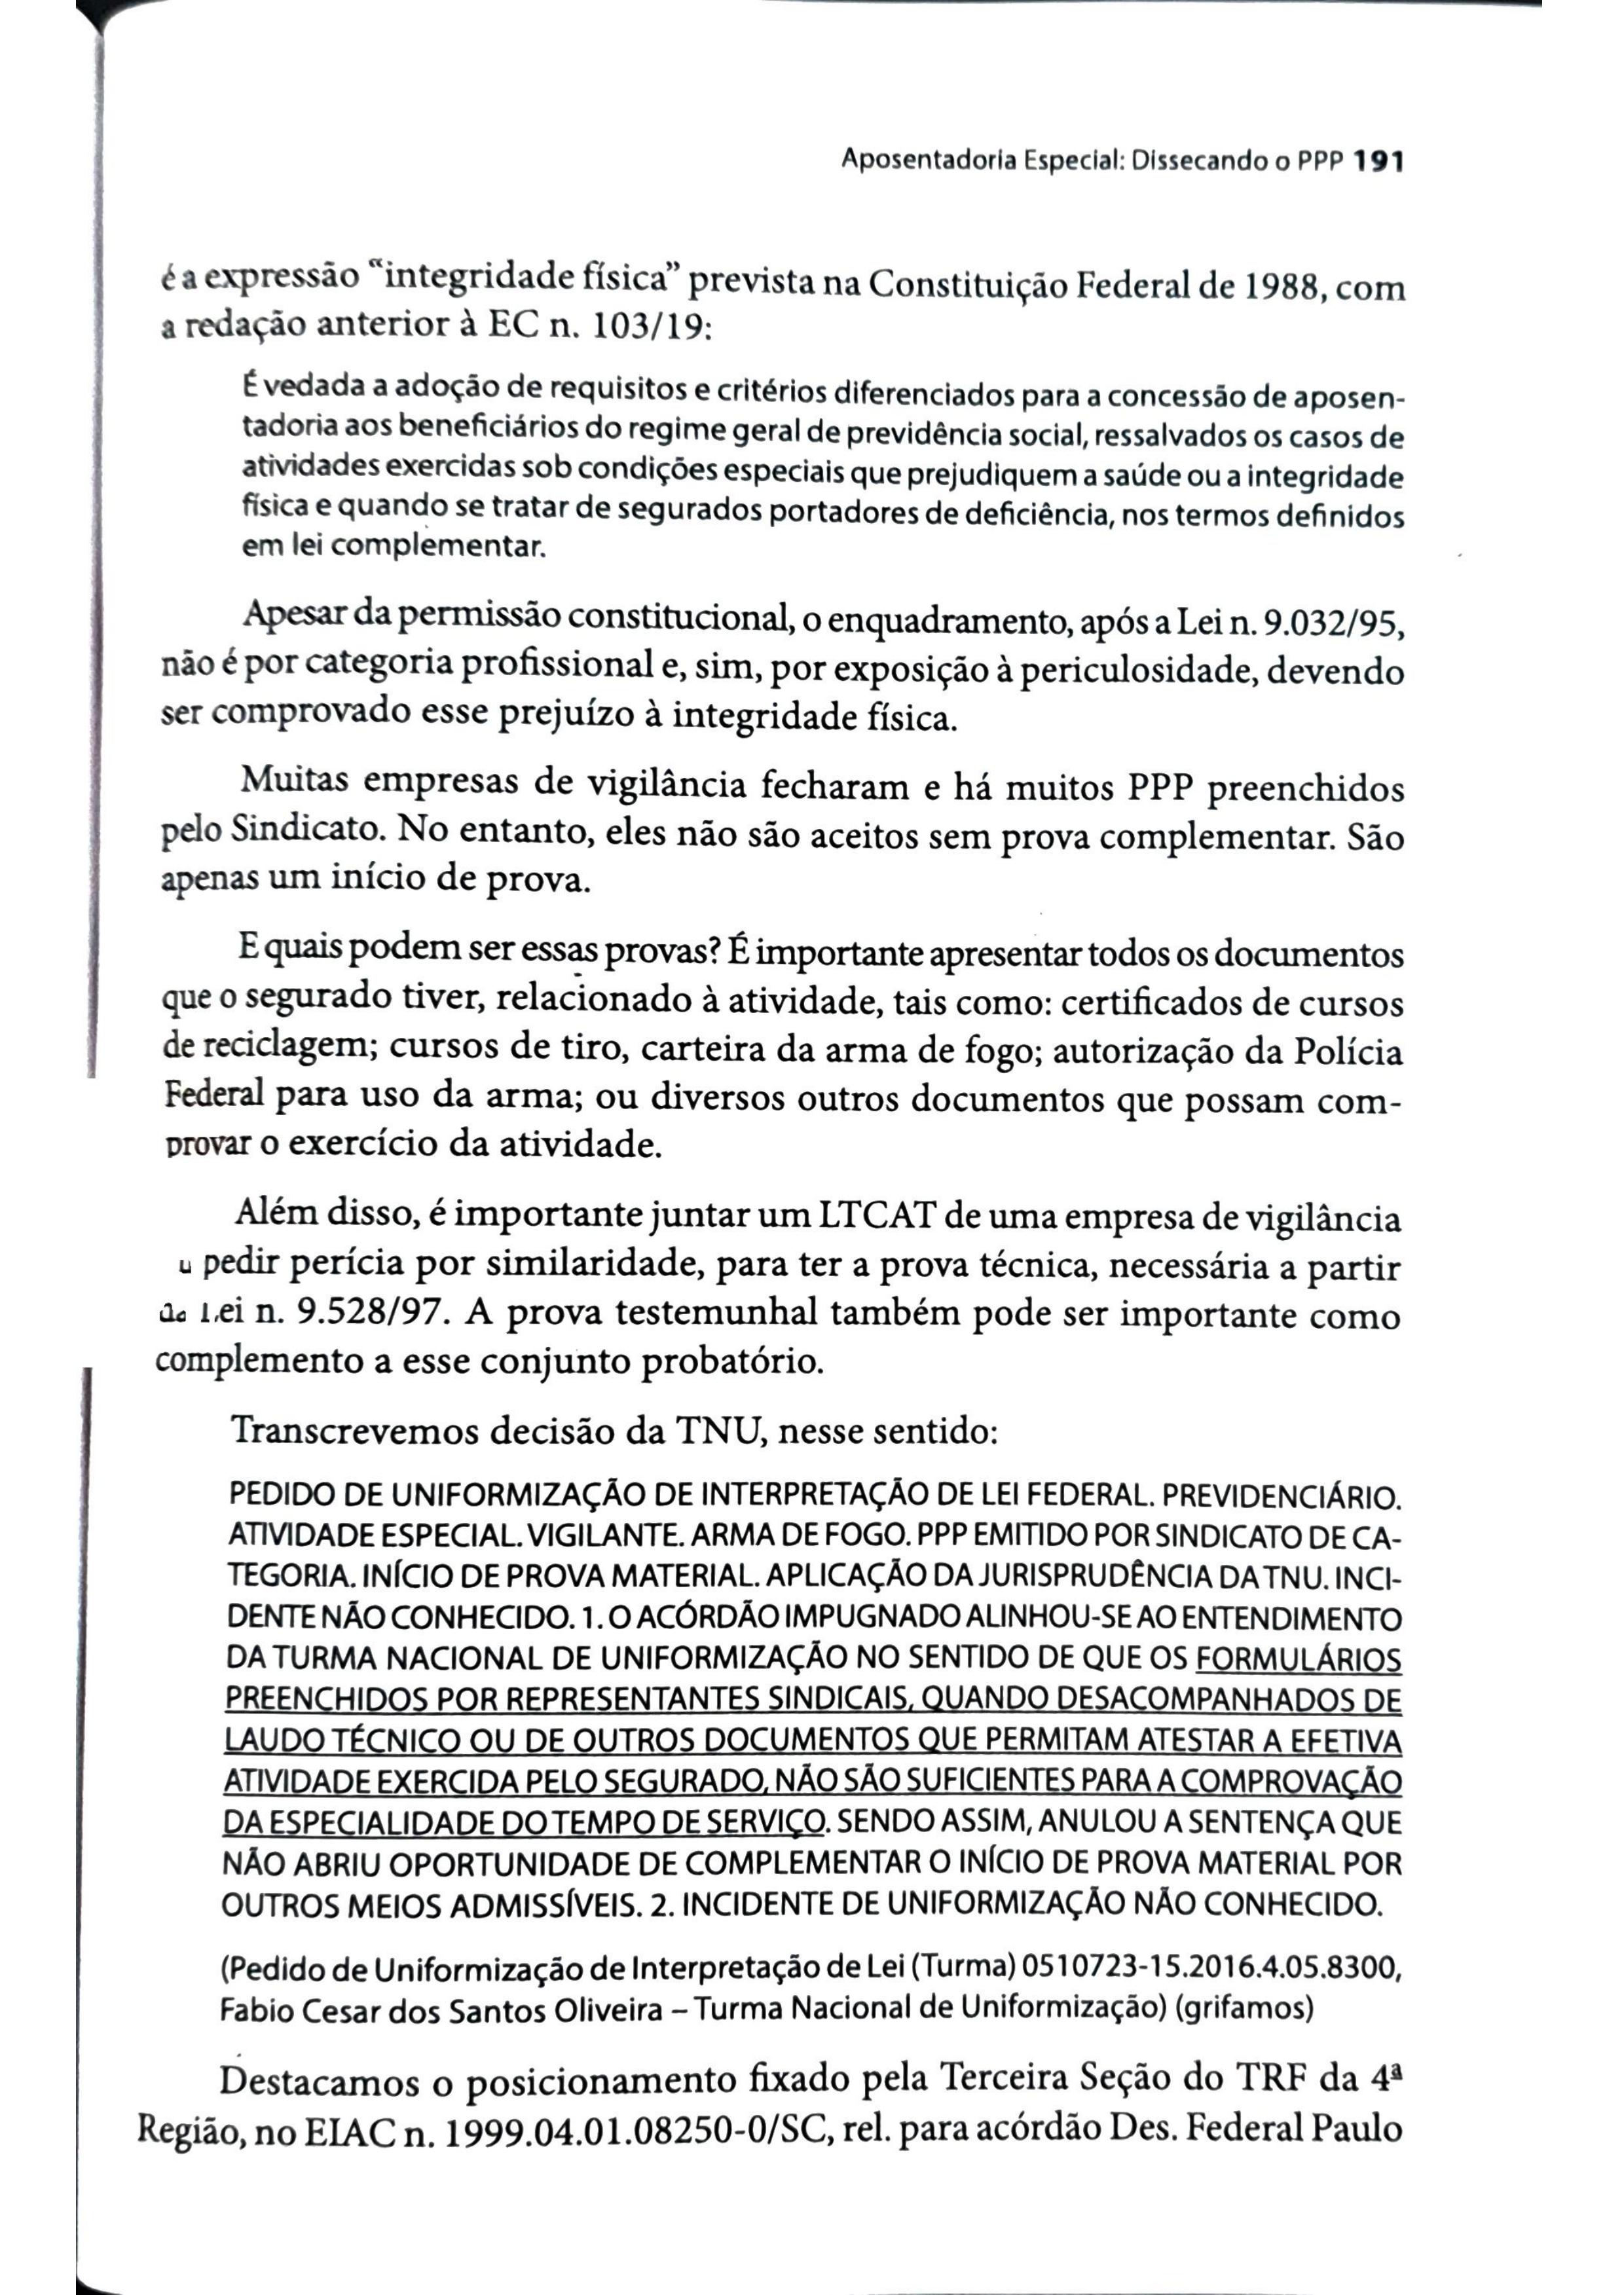 Aposentadoria Especial: Dissecando o PPP 191
é a expressão “integridade física” prevista na Constituição Federal de 1988, com
a redação anterior à EC n. 103/19:
É vedada a adoção de requisitos e critérios diferenciados para a concessão de aposen-
tadoria aos beneficiários do regime geral de previdência social, ressalvados os casos de
atividades exercidas sob condições especiais que prejudiquem a saúde ou a integridade
física e quando se tratar de segurados portadores de deficiência, nos termos definidos
em lei complementar.
Apesar da permissão constitucional, o enquadramento, após a Lei n. 9.032/95,
não é por categoria profissional e, sim, por exposição à periculosidade, devendo
ser comprovado esse prejuízo à integridade física.
Muitas empresas de vigilância fecharam e há muitos PPP preenchidos
pelo Sindicato. No entanto, eles não são aceitos sem prova complementar. São
apenas um início de prova.
E quais podem ser essas provas? É importante apresentar todos os documentos
que o segurado tiver, relacionado à atividade, tais como: certificados de cursos
de reciclagem; cursos de tiro, carteira da arma de fogo; autorização da Polícia
Federal para uso da arma; ou diversos outros documentos que possam com-
provar o exercício da atividade.
Além disso, é importante juntar um LTCAT de uma empresa de vigilância
pedir perícia por similaridade, para ter a prova técnica, necessária a partir
da Lei n. 9.528/97. A prova testemunhal também pode ser importante como
complemento a esse conjunto probatório.
Transcrevemos decisão da TNU, nesse sentido:
PEDIDO DE UNIFORMIZAÇÃO DE INTERPRETAÇÃO DE LEI FEDERAL. PREVIDENCIÁRIO.
ATIVIDADE ESPECIAL. VIGILANTE. ARMA DE FOGO. PPP EMITIDO POR SINDICATO DE CA-
TEGORIA. INÍCIO DE PROVA MATERIAL. APLICAÇÃO DA JURISPRUDÊNCIA DA TNU. INCI-
DENTE NÃO CONHECIDO. 1. O ACÓRDÃO IMPUGNADO ALINHOU-SE AO ENTENDIMENTO
DA TURMA NACIONAL DE UNIFORMIZAÇÃO NO SENTIDO DE QUE OS FORMULÁRIOS
PREENCHIDOS POR REPRESENTANTES SINDICAIS, QUANDO DESACOMPANHADOS DE
LAUDO TÉCNICO OU DE OUTROS DOCUMENTOS QUE PERMITAM ATESTAR A EFETIVA
ATIVIDADE EXERCIDA PELO SEGURADO, NÃO SÃO SUFICIENTES PARA A COMPROVAÇÃO
DA ESPECIALIDADE DO TEMPO DE SERVIÇO. SENDO ASSIM, ANULOU A SENTENÇA QUE
NÃO ABRIU OPORTUNIDADE DE COMPLEMENTAR O INÍCIO DE PROVA MATERIAL POR
OUTROS MEIOS ADMISSÍVEIS. 2. INCIDENTE DE UNIFORMIZAÇÃO NÃO CONHECIDO.
(Pedido de Uniformização de Interpretação de Lei (Turma) 0510723-15.2016.4.05.8300,
Fabio Cesar dos Santos Oliveira – Turma Nacional de Uniformização) (grifamos)
Destacamos o posicionamento fixado pela Terceira Seção do TRF da 4ª
Região, no EIAC n. 1999.04.01.08250-0/SC, rel. para acórdão Des. Federal Paulo